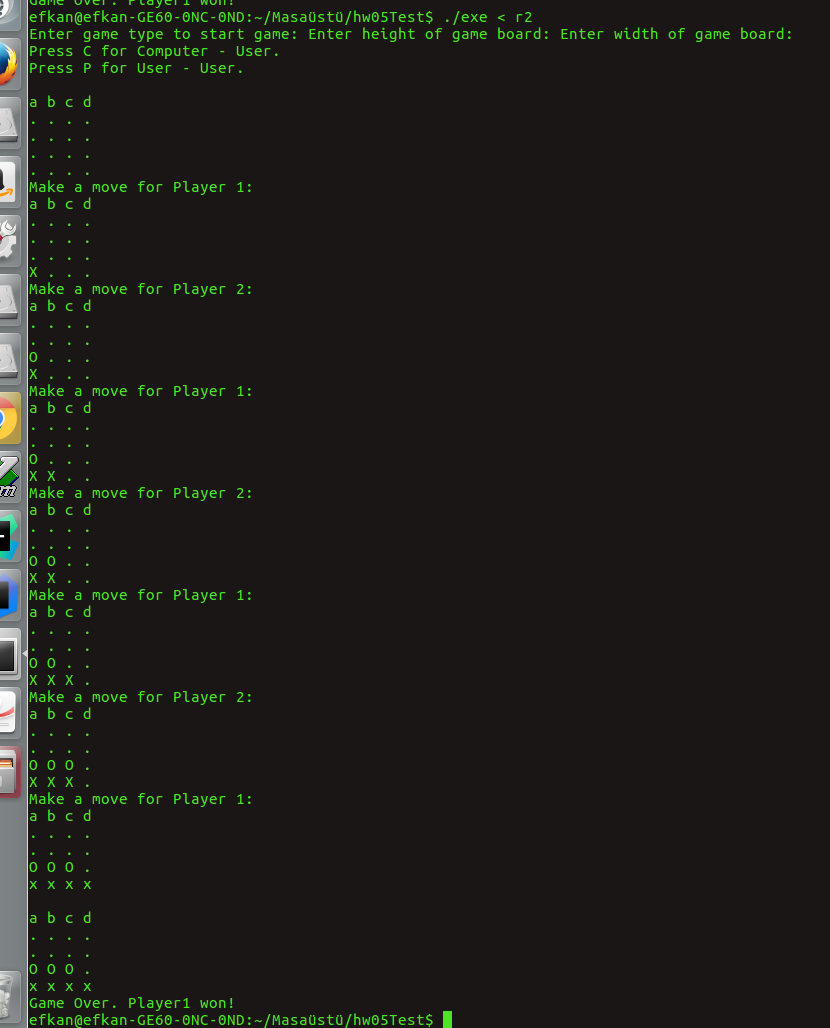 Game Over. Player1 won!
efkan@efkan-GE60-0NC-0ND:~/Masaüstü/hw05Test$ ./exe < r2
Enter game type to start game: Enter height of game board: Enter width of game board:
Press C for Computer - User.
Press P for User - User.
a b c d
. . . .
. . . .
. . . .
. . . .
Make a move for Player 1:
a b c d
. . . .
. . . .
. . . .
X . . .
Make a move for Player 2:
a b c d
. . . .
. . . .
O . . .
X . . .
Make a move for Player 1:
a b c d
. . . .
. . . .
O . . .
X X . .
Make a move for Player 2:
a b c d
. . . .
. . . .
O O . .
X X . .
Make a move for Player 1:
a b c d
. . . .
. . . .
O O . .
X X X .
Make a move for Player 2:
a b c d
. . . .
. . . .
O O O .
X X X .
Make a move for Player 1:
a b c d
. . . .
. . . .
O O O .
x x x x
a b c d
. . . .
. . . .
O O O .
x x x x
Game Over. Player1 won!
efkan@efkan-GE60-0NC-0ND:~/Masaüstü/hw05Test$